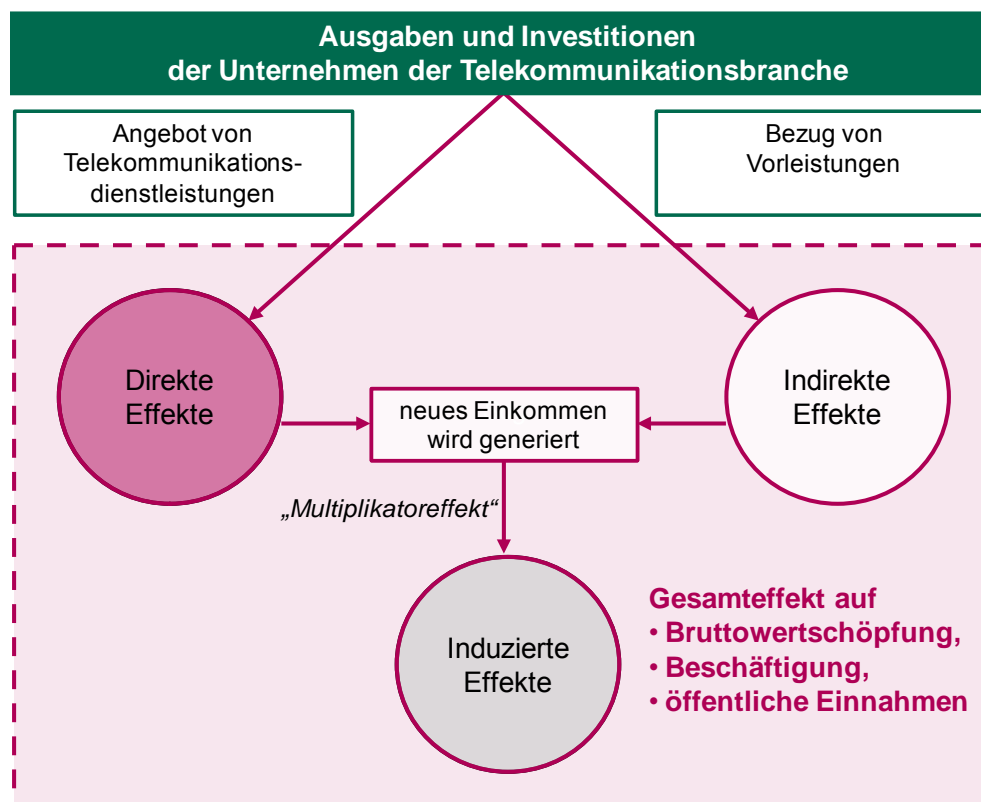 Ausgaben und Investitionen
der Unternehmen der Telekommunikationsbranche
Angebot von
Telekommunikations-
dienstleistungen
Bezug von
Vorleistungen
Direkte
Effekte
neues Einkommen
wird generiert
Indirekte
Effekte
„Multiplikatoreffekt“
Induzierte
Effekte
Gesamteffekt auf
• Bruttowertschöpfung,
• Beschäftigung,
• öffentliche Einnahmen